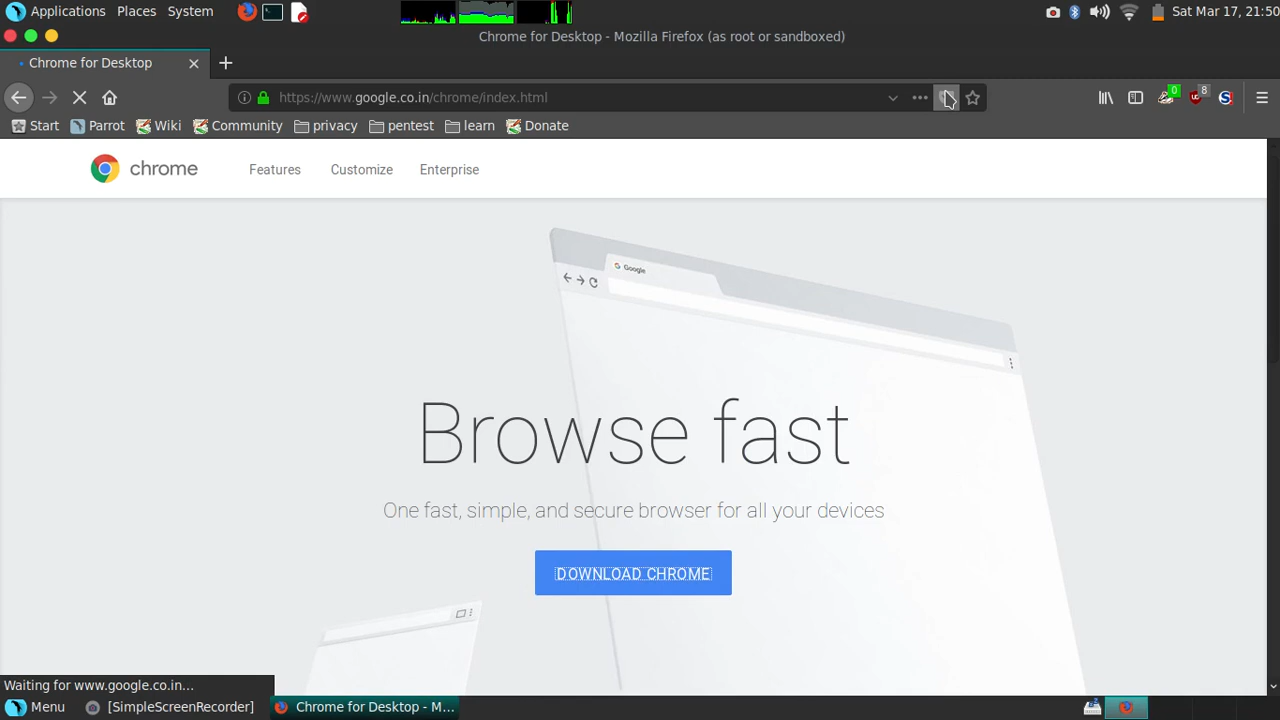 Applications Places System
Sat Mar 17, 21:50
Chrome for Desktop - Mozilla Firefox (as root or sandboxed)
Chrome for Desktop
https://www.google.co.in/chrome/index.html
0
8
Start Parrot Wiki Community privacy pentest learn Donate
chrome Features Customize Enterprise
Google
Browse fast
One fast, simple, and secure browser for all your devices
DOWNLOAD CHROME
Waiting for www.google.co.in...
Menu [SimpleScreenRecorder] Chrome for Desktop - M...